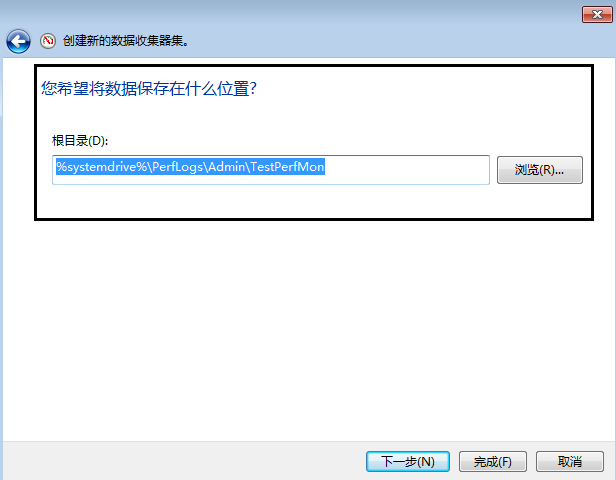 创建新的数据收集器集。
您希望将数据保存在什么位置?
根目录(D):
%systemdrive%\PerfLogs\Admin\TestPerfMon
浏览(R)...
下一步(N)
完成(F)
取消